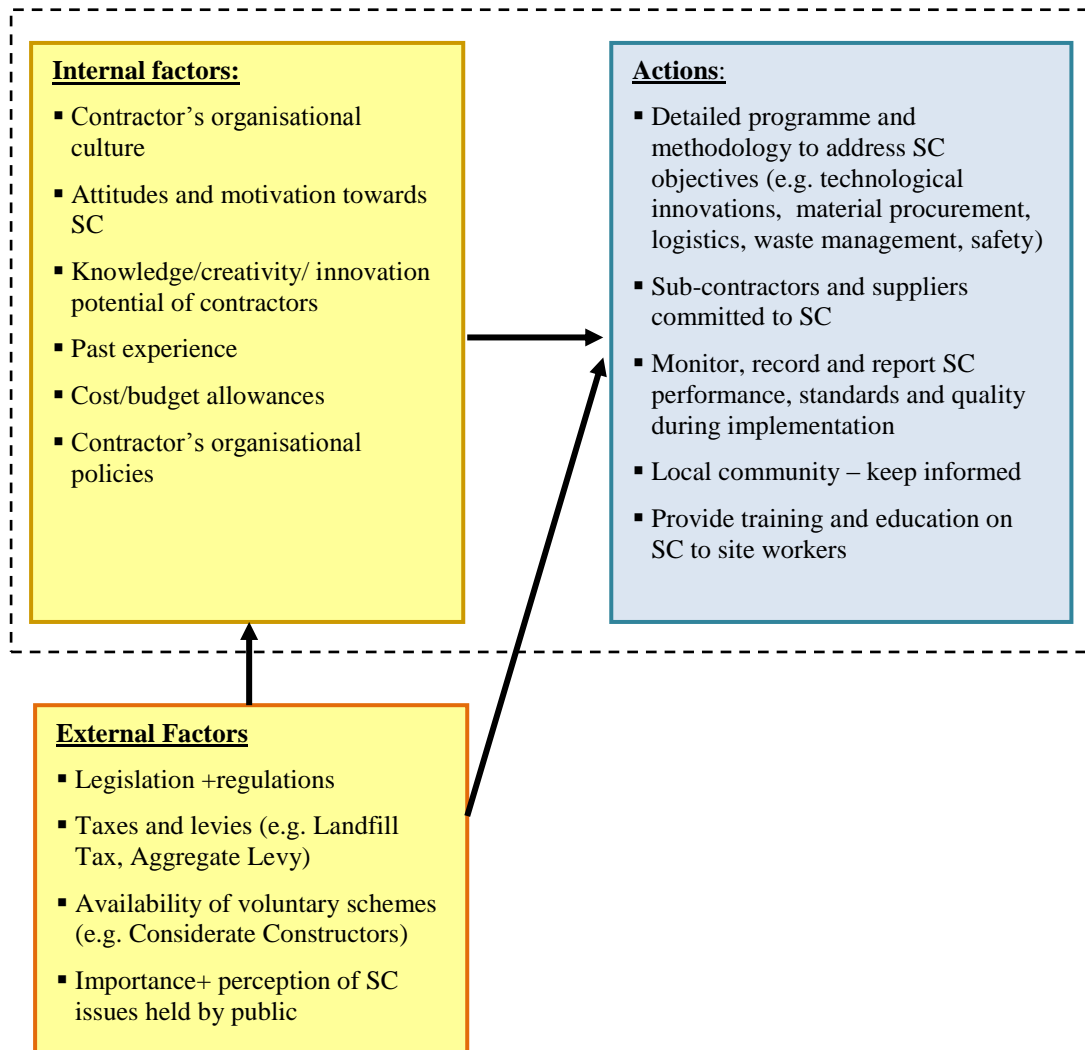 Internal factors:
▪ Contractor’s organisational
culture
▪ Attitudes and motivation towards
SC
▪ Knowledge/creativity/ innovation
potential of contractors
▪ Past experience
▪ Cost/budget allowances
▪ Contractor’s organisational
policies
Actions:
▪ Detailed programme and
methodology to address SC
objectives (e.g. technological
innovations,  material procurement,
logistics, waste management, safety)
▪ Sub-contractors and suppliers
committed to SC
▪ Monitor, record and report SC
performance, standards and quality
during implementation
▪ Local community – keep informed
▪ Provide training and education on
SC to site workers
External Factors
▪ Legislation +regulations
▪ Taxes and levies (e.g. Landfill
Tax, Aggregate Levy)
▪ Availability of voluntary schemes
(e.g. Considerate Constructors)
▪ Importance+ perception of SC
issues held by public